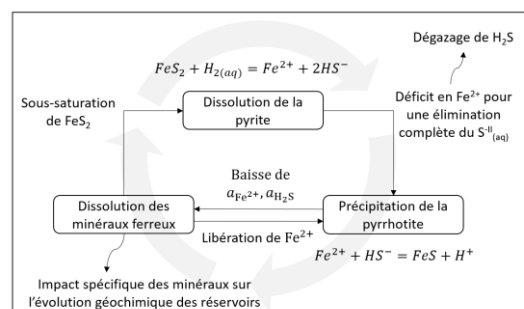 Dégazage de H₂S
FeS₂ + H₂₍aq₎ = Fe²⁺ + 2HS⁻
Sous-saturation
de FeS₂
Dissolution de la
pyrite
Déficit en Fe²⁺ pour
une élimination
complète du S⁻ᴵᴵ₍aq₎
Baisse de
a_Fe²⁺, a_H₂S
Dissolution des
minéraux ferreux
Précipitation de la
pyrrhotite
Libération de Fe²⁺
Fe²⁺ + HS⁻ = FeS + H⁺
Impact spécifique des minéraux sur
l'évolution géochimique des réservoirs